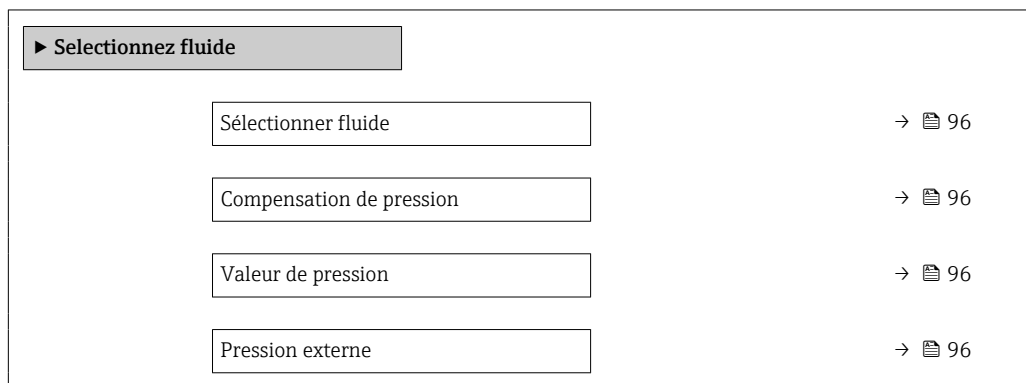 ▶ Selectionnez fluide
Sélectionner fluide → 96
Compensation de pression → 96
Valeur de pression → 96
Pression externe → 96